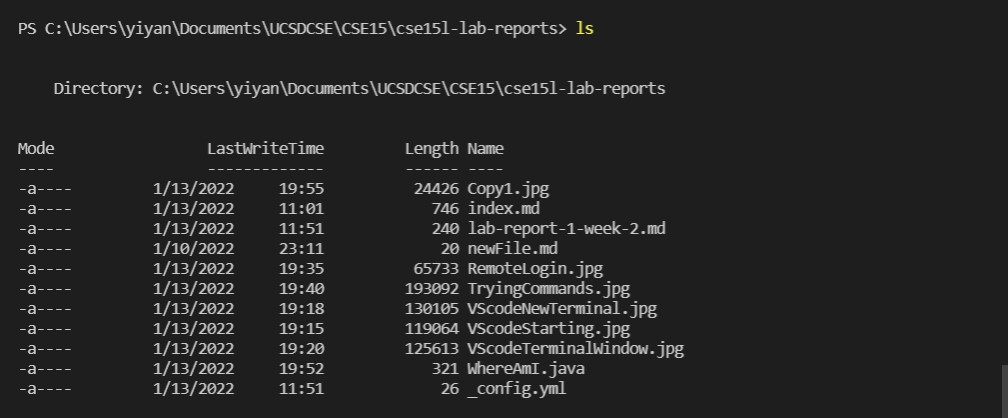 PS C:\Users\yiyan\Documents\UCSDCSE\CSE15\cse15l-lab-reports> ls
Directory: C:\Users\yiyan\Documents\UCSDCSE\CSE15\cse15l-lab-reports
Mode                LastWriteTime         Length Name
----                -------------         ------ ----
-a----        1/13/2022     19:55          24426 Copy1.jpg
-a----        1/13/2022     11:01            746 index.md
-a----        1/13/2022     11:51            240 lab-report-1-week-2.md
-a----        1/10/2022     23:11             20 newFile.md
-a----        1/13/2022     19:35          65733 RemoteLogin.jpg
-a----        1/13/2022     19:40         193092 TryingCommands.jpg
-a----        1/13/2022     19:18         130105 VScodeNewTerminal.jpg
-a----        1/13/2022     19:15         119064 VScodeStarting.jpg
-a----        1/13/2022     19:20         125613 VScodeTerminalWindow.jpg
-a----        1/13/2022     19:52            321 WhereAmI.java
-a----        1/13/2022     11:51             26 _config.yml